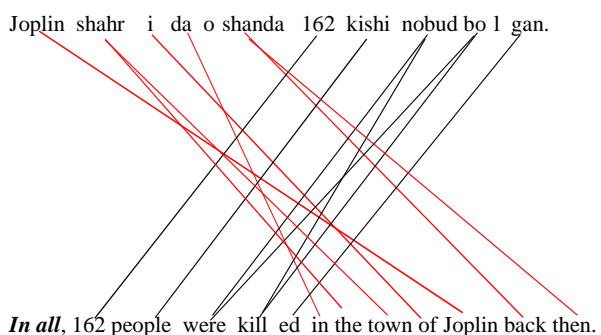 Joplin shahr i da o shanda 162 kishi nobud bo l gan.
In all, 162 people were kill ed in the town of Joplin back then.